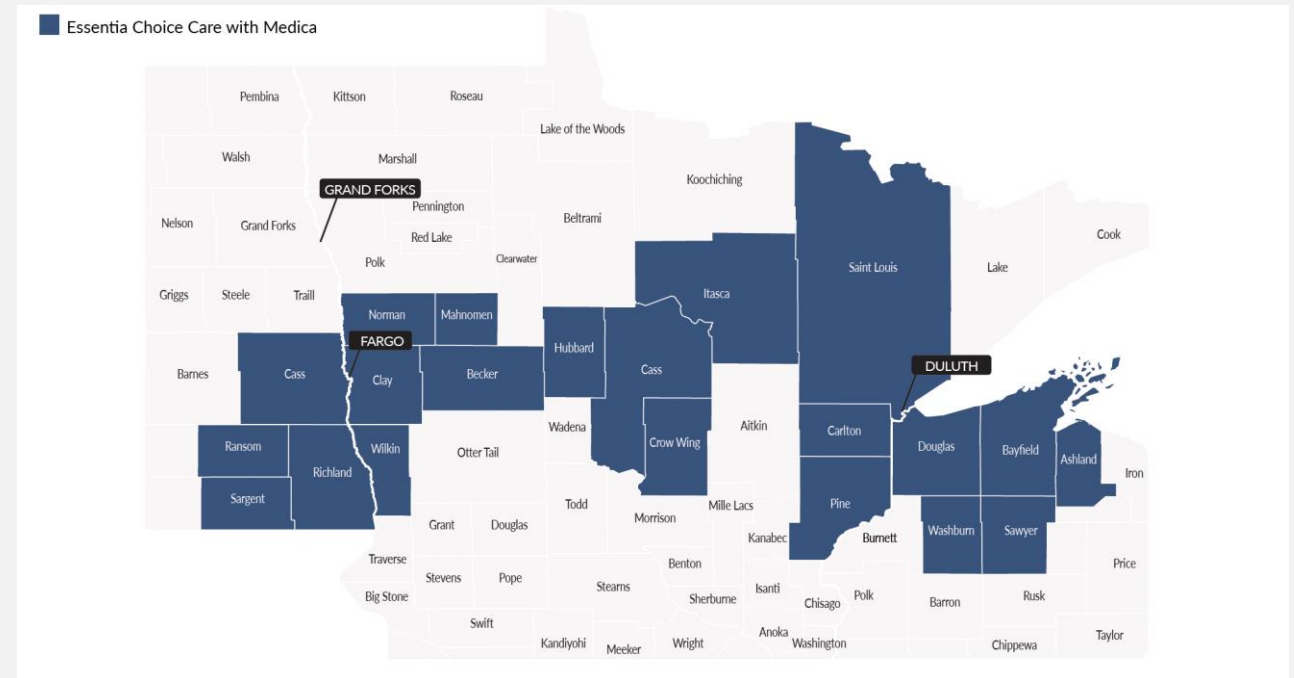 Essentia Choice Care with Medica
Pembina
Kittson
Roseau
Lake of the Woods
Walsh
Marshall
Koochiching
GRAND FORKS
Pennington
Nelson
Grand Forks
Beltrami
Red Lake
Cook
Polk
Clearwater
Saint Louis
Lake
Griggs
Steele
Traill
Itasca
Norman
Mahnomen
FARGO
Hubbard
Barnes
Cass
Clay
Becker
Cass
DULUTH
Wadena
Aitkin
Carlton
Ransom
Wilkin
Otter Tail
Crow Wing
Douglas
Bayfield
Ashland
Richland
Iron
Sargent
Todd
Mille Lacs
Pine
Grant
Douglas
Morrison
Kanabec
Burnett
Washburn
Sawyer
Traverse
Benton
Price
Stevens
Pope
Stearns
Isanti
Big Stone
Sherburne
Chisago
Polk
Barron
Rusk
Swift
Anoka
Kandiyohi
Meeker
Wright
Washington
Chippewa
Taylor